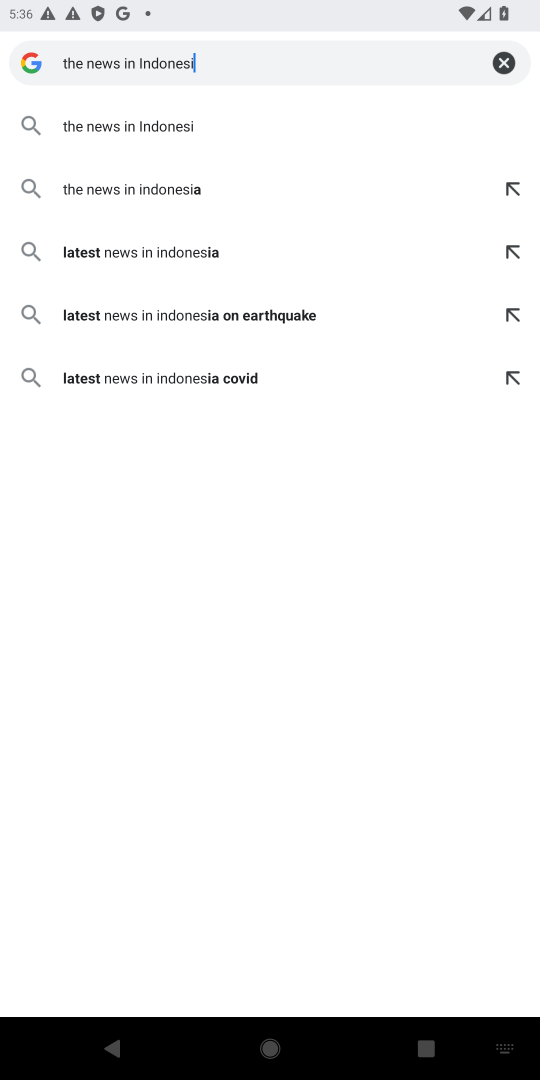 5:36
the news in Indonesi
the news in Indonesi
the news in indonesia
latest news in indonesia
latest news in indonesia on earthquake
latest news in indonesia covid